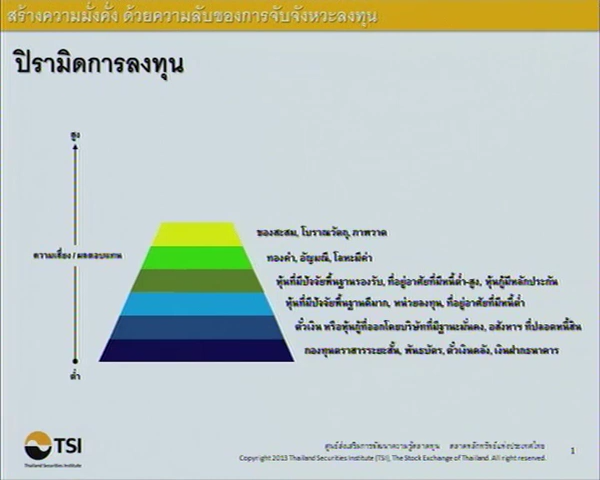 สร้างความมั่งคั่ง ด้วยความลับของการจับจังหวะลงทุน
ปิรามิดการลงทุน
สูง
ของสะสม, โบราณวัตถุ, ภาพวาด
ความเสี่ยง / ผลตอบแทน
ทองคำ, อัญมณี, โลหะมีค่า
หุ้นที่มีปัจจัยพื้นฐานรองรับ, ที่อยู่อาศัยที่มีหนี้ต่ำ-สูง, หุ้นกู้มีหลักประกัน
หุ้นที่มีปัจจัยพื้นฐานดีมาก, หน่วยลงทุน, ที่อยู่อาศัยที่มีหนี้ต่ำ
ตั๋วเงิน หรือหุ้นกู้ที่ออกโดยบริษัทที่มีฐานะมั่นคง, อสังหาฯ ที่ปลอดหนี้สิน
กองทุนตราสารระยะสั้น, พันธบัตร, ตั๋วเงินคลัง, เงินฝากธนาคาร
ต่ำ
TSI
Thailand Securities Institute
ศูนย์ส่งเสริมการพัฒนาความรู้ตลาดทุน ตลาดหลักทรัพย์แห่งประเทศไทย
Copyright 2013 Thailand Securities Institute (TSI), The Stock Exchange of Thailand. All right reserved.
1